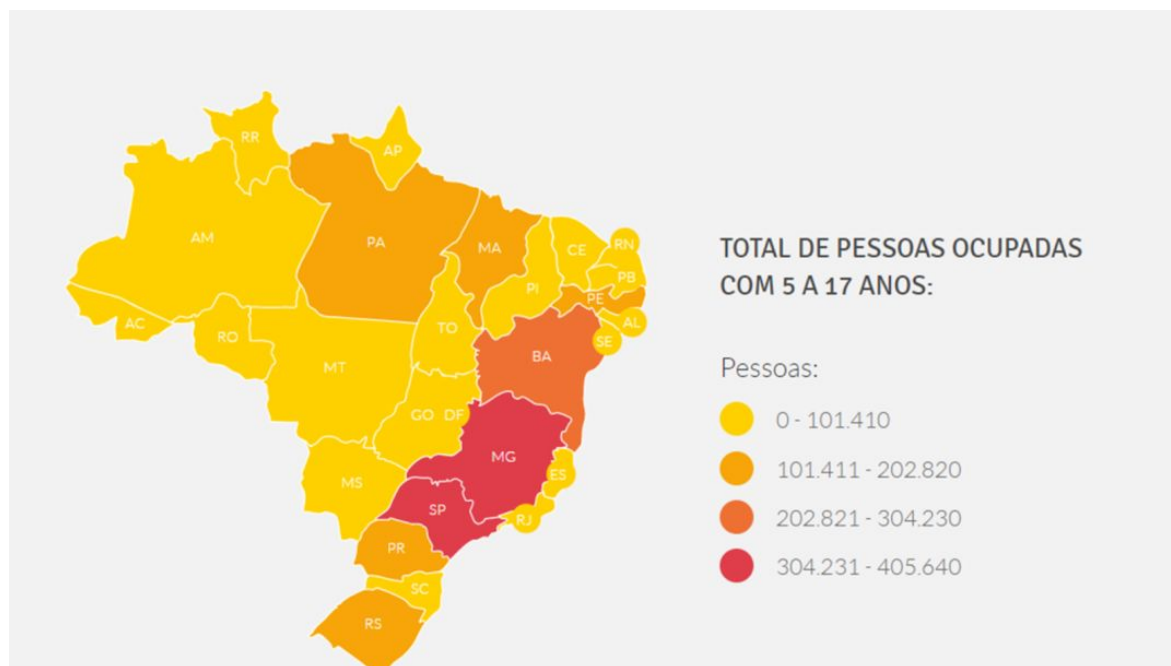 RR
AP
AM
PA
MA
CE
RN
PI
PB
PE
AC
RO
TO
AL
SE
BA
MT
GO
DF
MG
MS
ES
SP
RJ
PR
SC
RS
TOTAL DE PESSOAS OCUPADAS
COM 5 A 17 ANOS:
Pessoas:
0 - 101.410
101.411 - 202.820
202.821 - 304.230
304.231 - 405.640